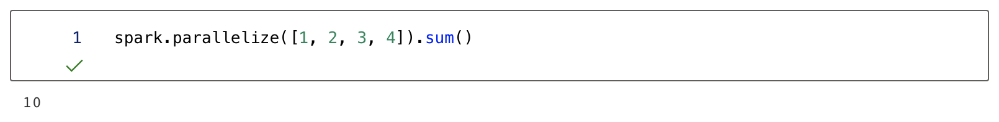 1 spark.parallelize([1, 2, 3, 4]).sum()
10